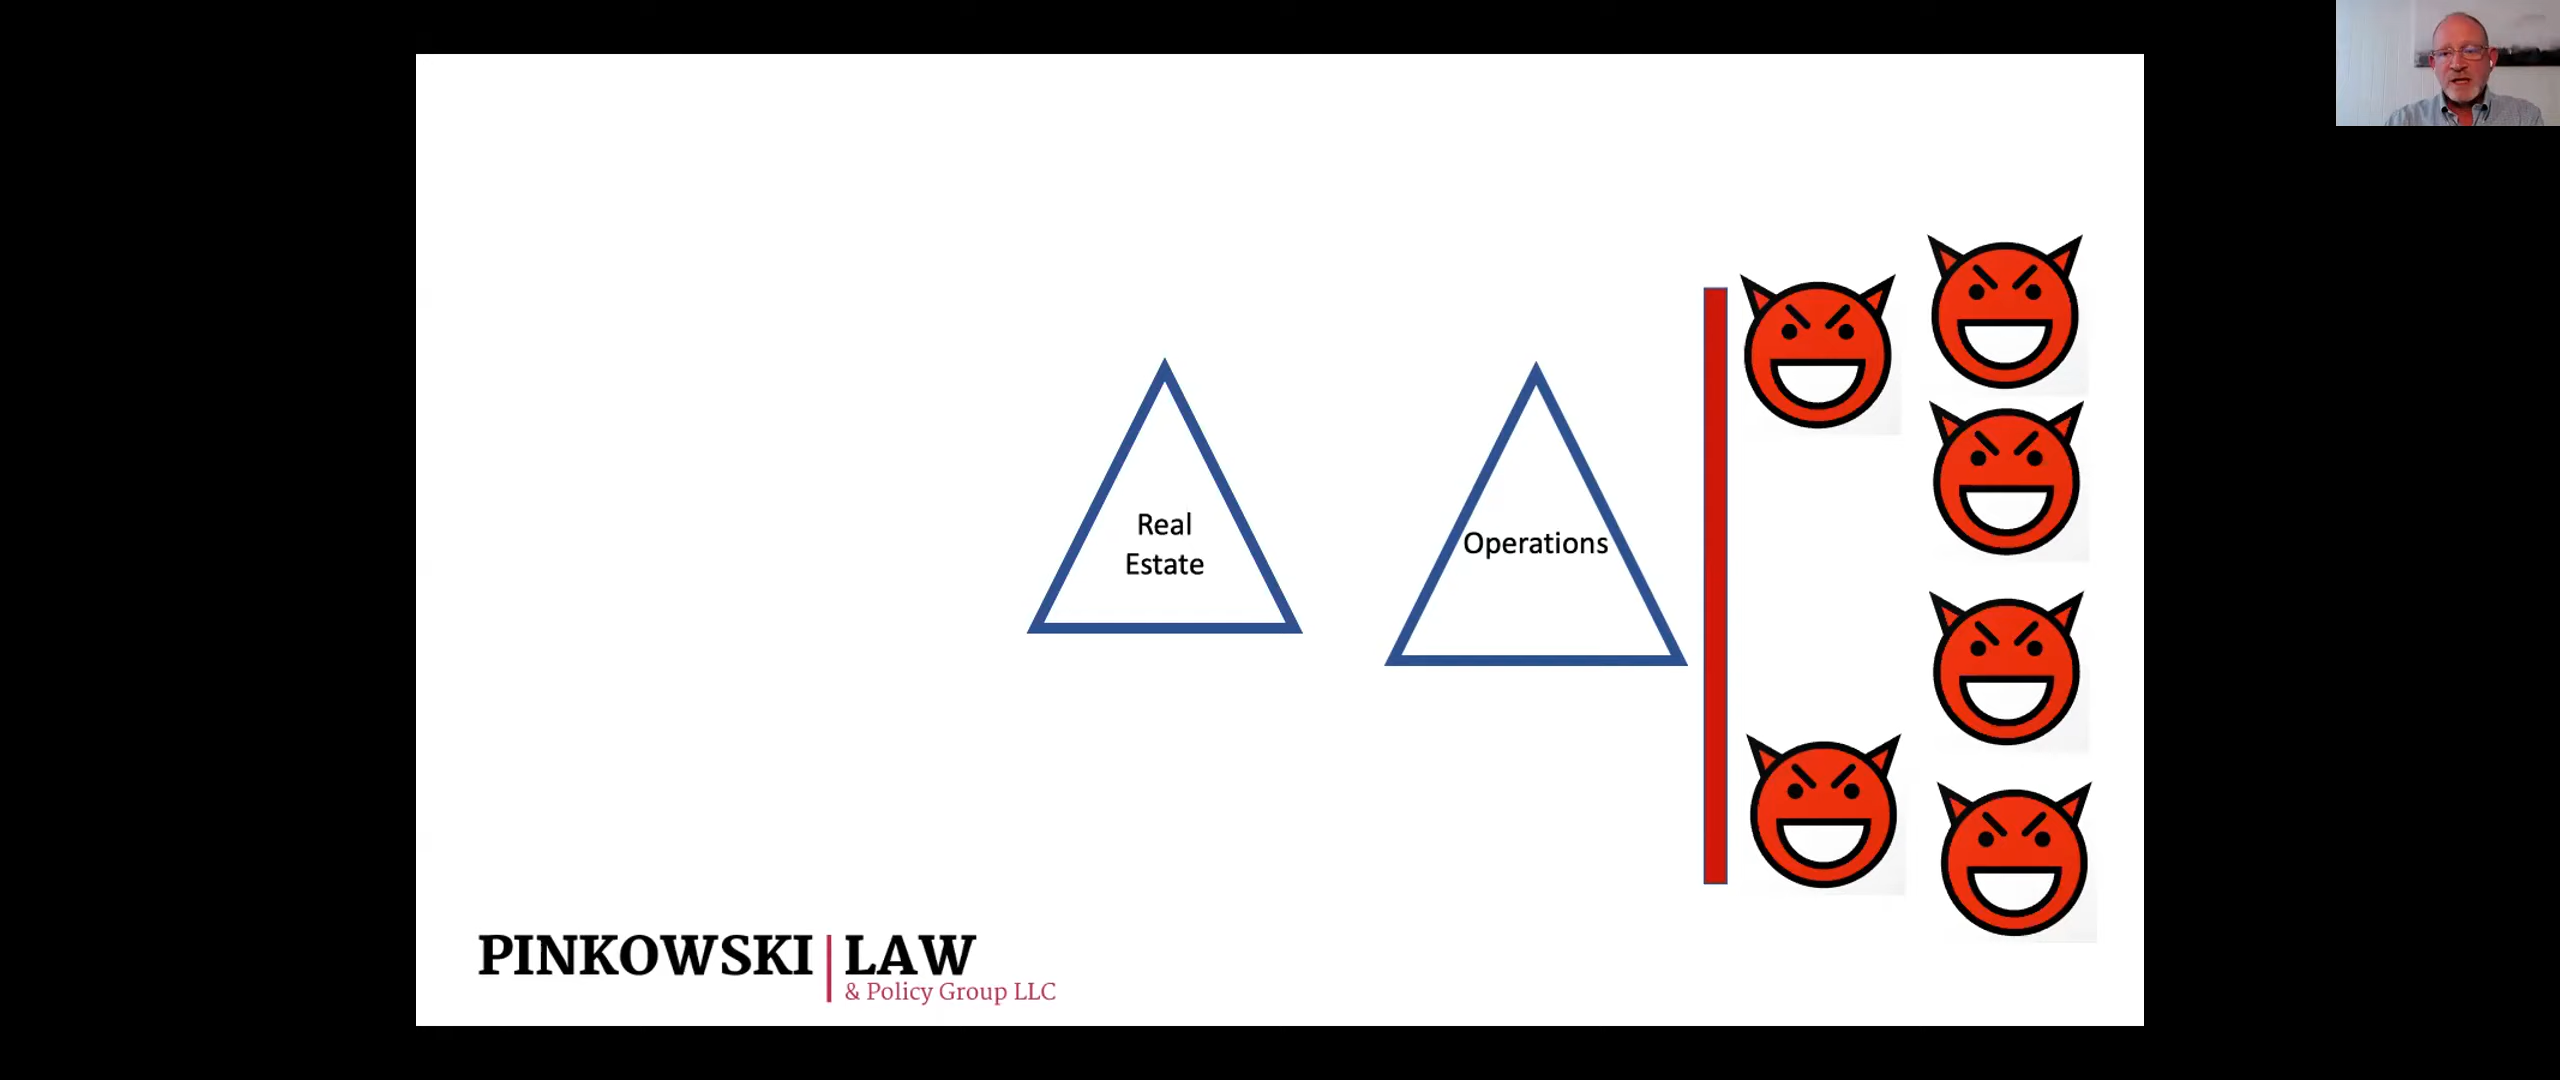 Real
Estate
Operations
PINKOWSKI LAW
& Policy Group LLC